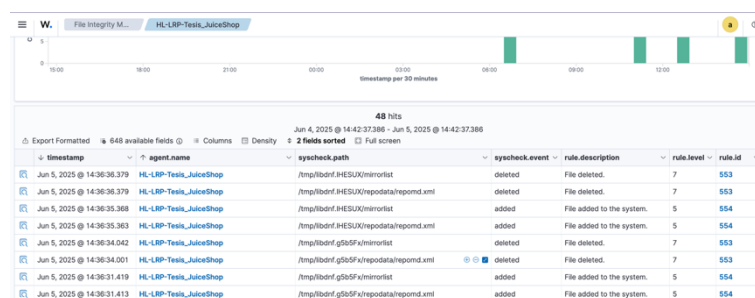 W. File Integrity M... HL-LRP-Tesis_JuiceShop a
5
0
15:00 18:00 21:00 00:00 03:00 06:00 09:00 12:00
timestamp per 30 minutes
48 hits
Jun 4, 2025 @ 14:42:37.386 - Jun 5, 2025 @ 14:42:37.386
Export Formatted 648 available fields Columns Density 2 fields sorted Full screen
timestamp agent.name syscheck.path syscheck.event rule.description rule.level rule.id
Jun 5, 2025 @ 14:36:36.379 HL-LRP-Tesis_JuiceShop /tmp/libdnf.IHESUX/mirrorlist deleted File deleted. 7 553
Jun 5, 2025 @ 14:36:36.379 HL-LRP-Tesis_JuiceShop /tmp/libdnf.IHESUX/repodata/repomd.xml deleted File deleted. 7 553
Jun 5, 2025 @ 14:36:35.368 HL-LRP-Tesis_JuiceShop /tmp/libdnf.IHESUX/mirrorlist added File added to the system. 5 554
Jun 5, 2025 @ 14:36:35.363 HL-LRP-Tesis_JuiceShop /tmp/libdnf.IHESUX/repodata/repomd.xml added File added to the system. 5 554
Jun 5, 2025 @ 14:36:34.042 HL-LRP-Tesis_JuiceShop /tmp/libdnf.g5b5Fx/mirrorlist deleted File deleted. 7 553
Jun 5, 2025 @ 14:36:34.001 HL-LRP-Tesis_JuiceShop /tmp/libdnf.g5b5Fx/repodata/repomd.xml deleted File deleted. 7 553
Jun 5, 2025 @ 14:36:31.419 HL-LRP-Tesis_JuiceShop /tmp/libdnf.g5b5Fx/mirrorlist added File added to the system. 5 554
Jun 5, 2025 @ 14:36:31.413 HL-LRP-Tesis_JuiceShop /tmp/libdnf.g5b5Fx/repodata/repomd.xml added File added to the system. 5 554